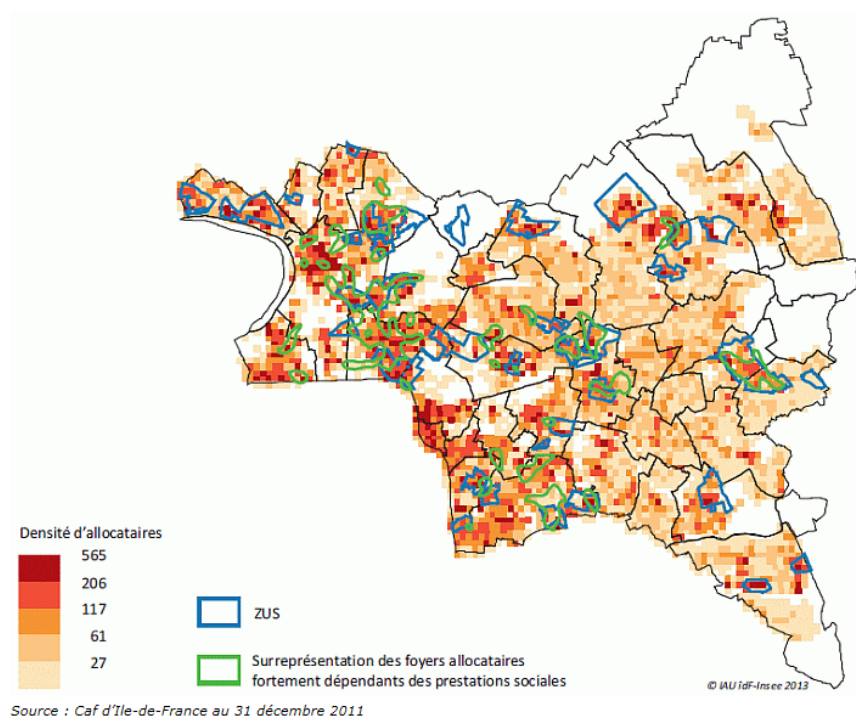 Densité d'allocataires
565
206
117
61
27
ZUS
Surreprésentation des foyers allocataires
fortement dépendants des prestations sociales
© IAU îdF-Insee 2013
Source : Caf d'Ile-de-France au 31 décembre 2011